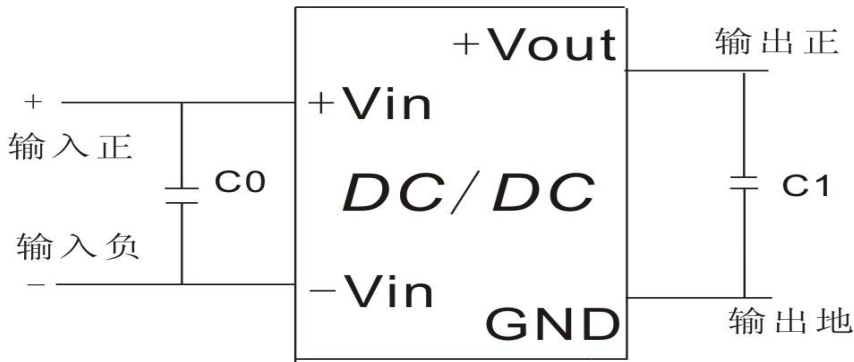 +Vout
输出正
+
+Vin
输入正
C0
DC/DC
C1
输入负
−
−Vin
GND
输出地